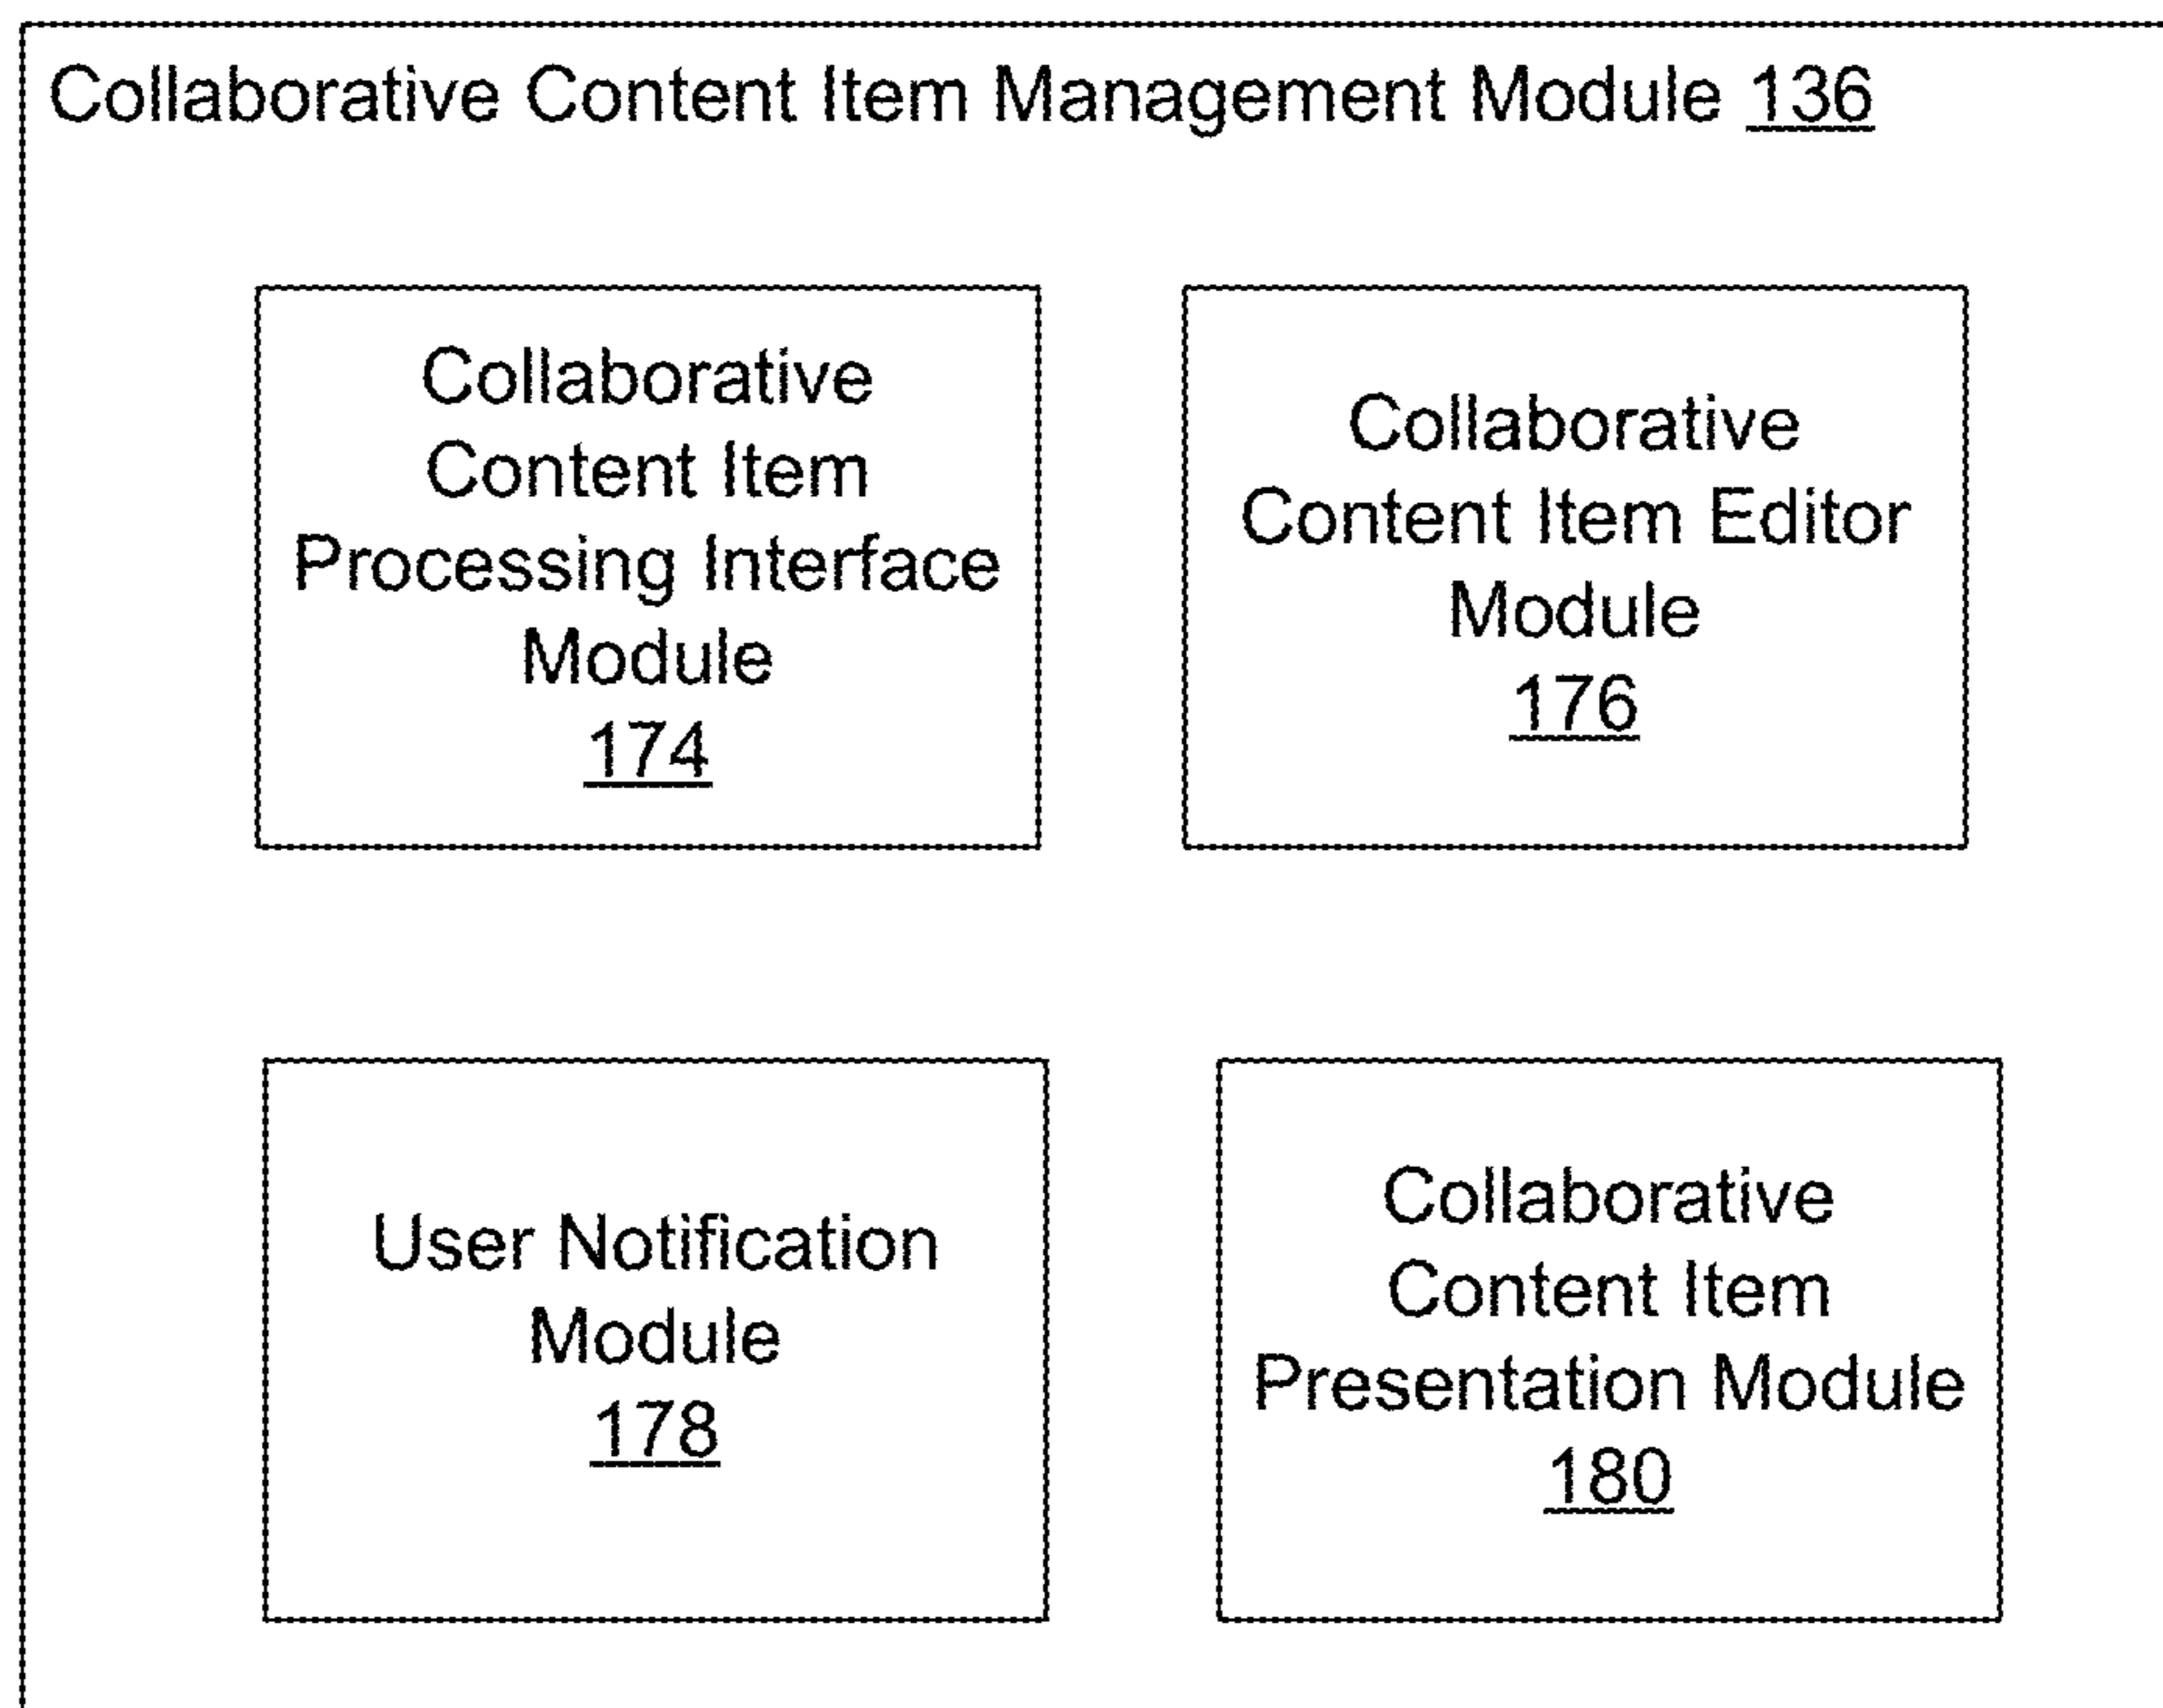 Collaborative Content Item Management Module 136
Collaborative
Content Item
Processing Interface
Module
174
Collaborative
Content Item Editor
Module
176
User Notification
Module
178
Collaborative
Content Item
Presentation Module
180